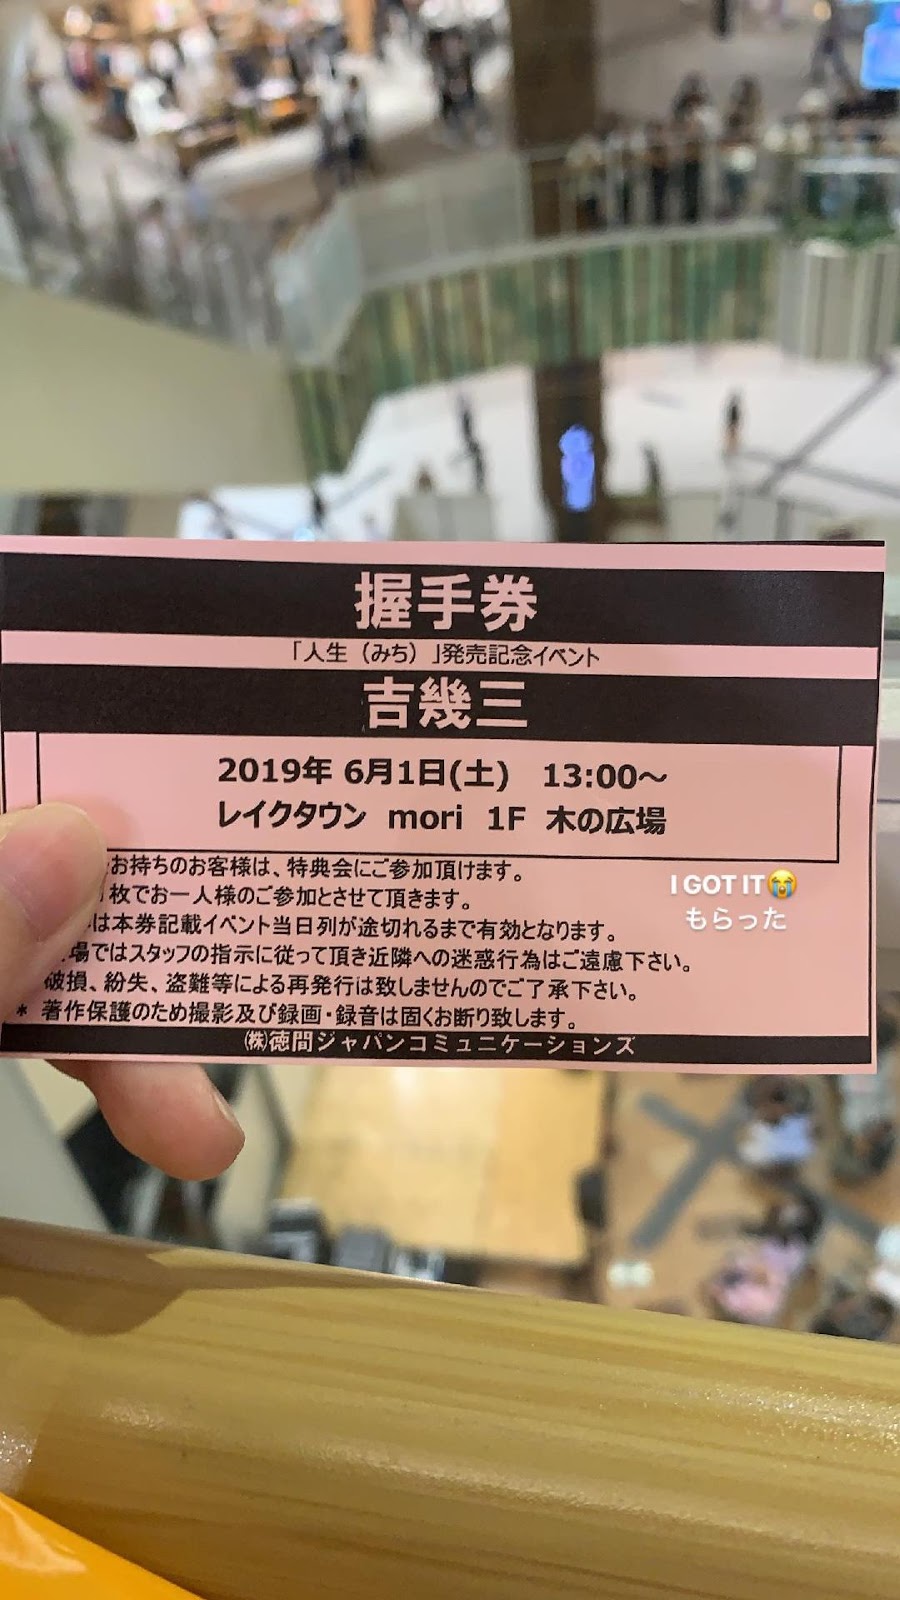 握手券
「人生（みち）」発売記念イベント
吉幾三
2019年 6月1日(土) 13:00～
レイクタウン mori 1F 木の広場
お持ちのお客様は、特典会にご参加頂けます。
枚でお一人様のご参加とさせて頂きます。
は本券記載イベント当日列が途切れるまで有効となります。
場ではスタッフの指示に従って頂き近隣への迷惑行為はご遠慮下さい。
破損、紛失、盗難等による再発行は致しませんのでご了承下さい。
* 著作保護のため撮影及び録画・録音は固くお断り致します。
㈱徳間ジャパンコミュニケーションズ
I GOT IT😭
もらった